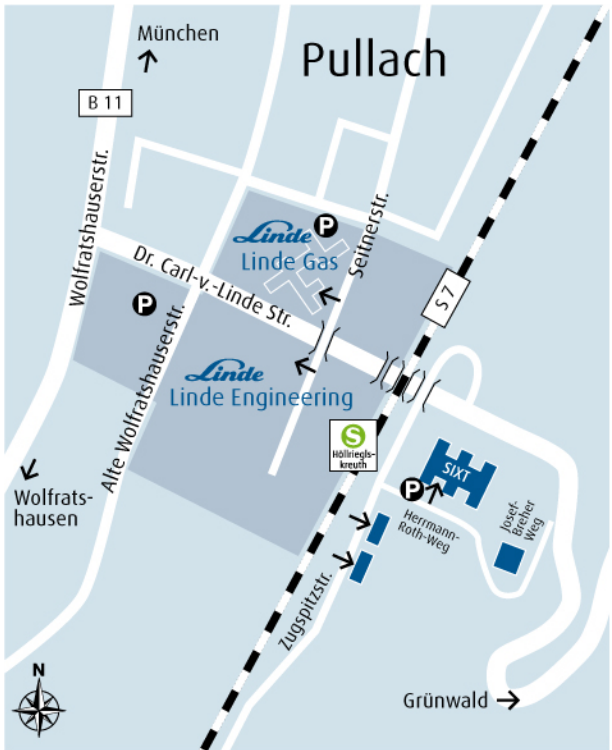 München
Pullach
B 11
Wolfratshauserstr.
P
Linde
Linde Gas
Seitnerstr.
Dr. Carl-v.-Linde Str.
P
S 7
Alte Wolfratshauserstr.
Linde
Linde Engineering
S
Höllriegls-
kreuth
SIXT
P
Wolfrats-
hausen
Herrmann-
Roth-Weg
Josef-
Breher
Weg
Zugspitzstr.
N
Grünwald